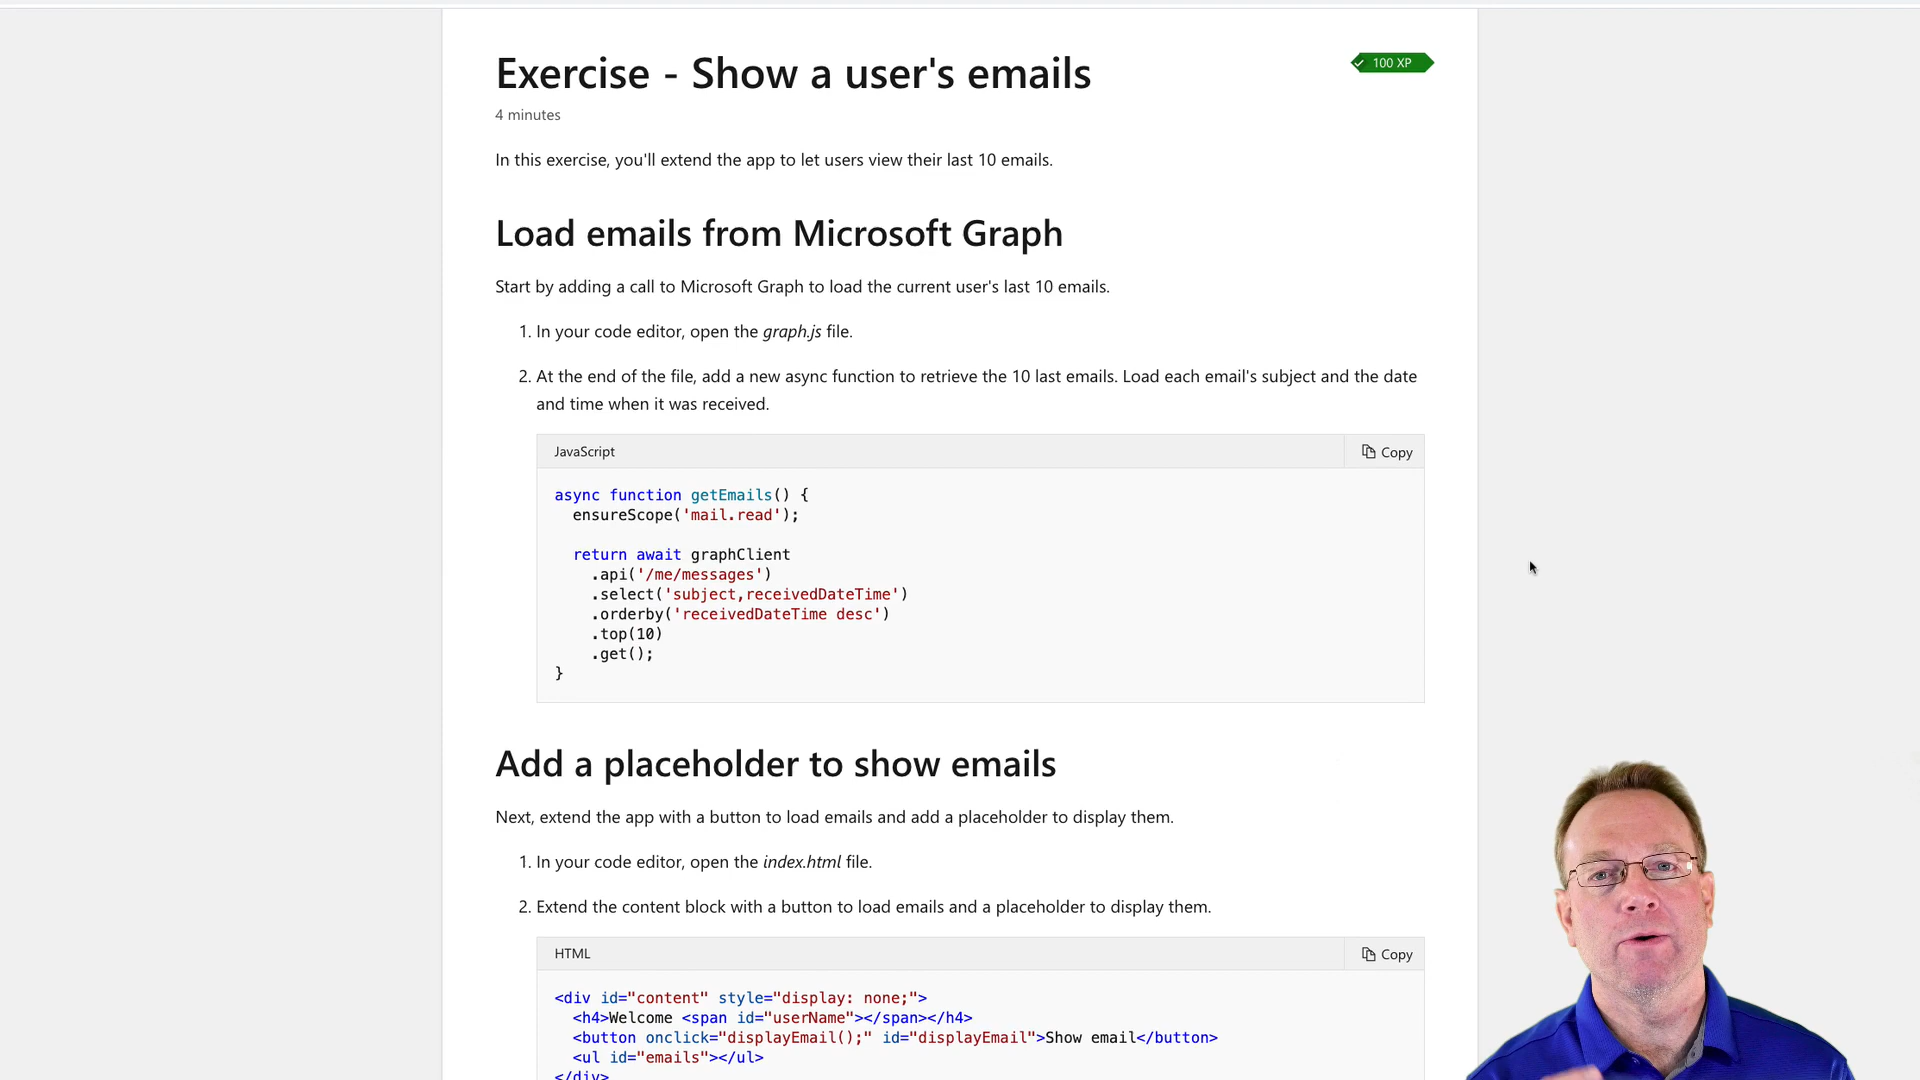 Exercise - Show a user's emails
100 XP
4 minutes
In this exercise, you'll extend the app to let users view their last 10 emails.
Load emails from Microsoft Graph
Start by adding a call to Microsoft Graph to load the current user's last 10 emails.
1. In your code editor, open the graph.js file.
2. At the end of the file, add a new async function to retrieve the 10 last emails. Load each email's subject and the date
and time when it was received.
JavaScript
Copy
async function getEmails() {
  ensureScope('mail.read');
  return await graphClient
    .api('/me/messages')
    .select('subject,receivedDateTime')
    .orderby('receivedDateTime desc')
    .top(10)
    .get();
}
Add a placeholder to show emails
Next, extend the app with a button to load emails and add a placeholder to display them.
1. In your code editor, open the index.html file.
2. Extend the content block with a button to load emails and a placeholder to display them.
HTML
Copy
<div id="content" style="display: none;">
  <h4>Welcome <span id="userName"></span></h4>
  <button onclick="displayEmail();" id="displayEmail">Show email</button>
  <ul id="emails"></ul>
</div>